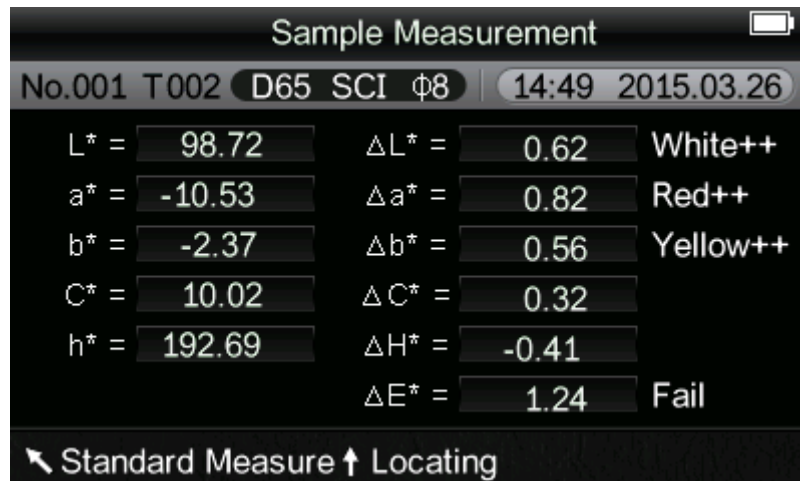 Sample Measurement
No.001 T002 D65 SCI Φ8 14:49 2015.03.26
L* = 98.72 ΔL* = 0.62 White++
a* = -10.53 Δa* = 0.82 Red++
b* = -2.37 Δb* = 0.56 Yellow++
C* = 10.02 ΔC* = 0.32
h* = 192.69 ΔH* = -0.41
ΔE* = 1.24 Fail
Standard Measure Locating